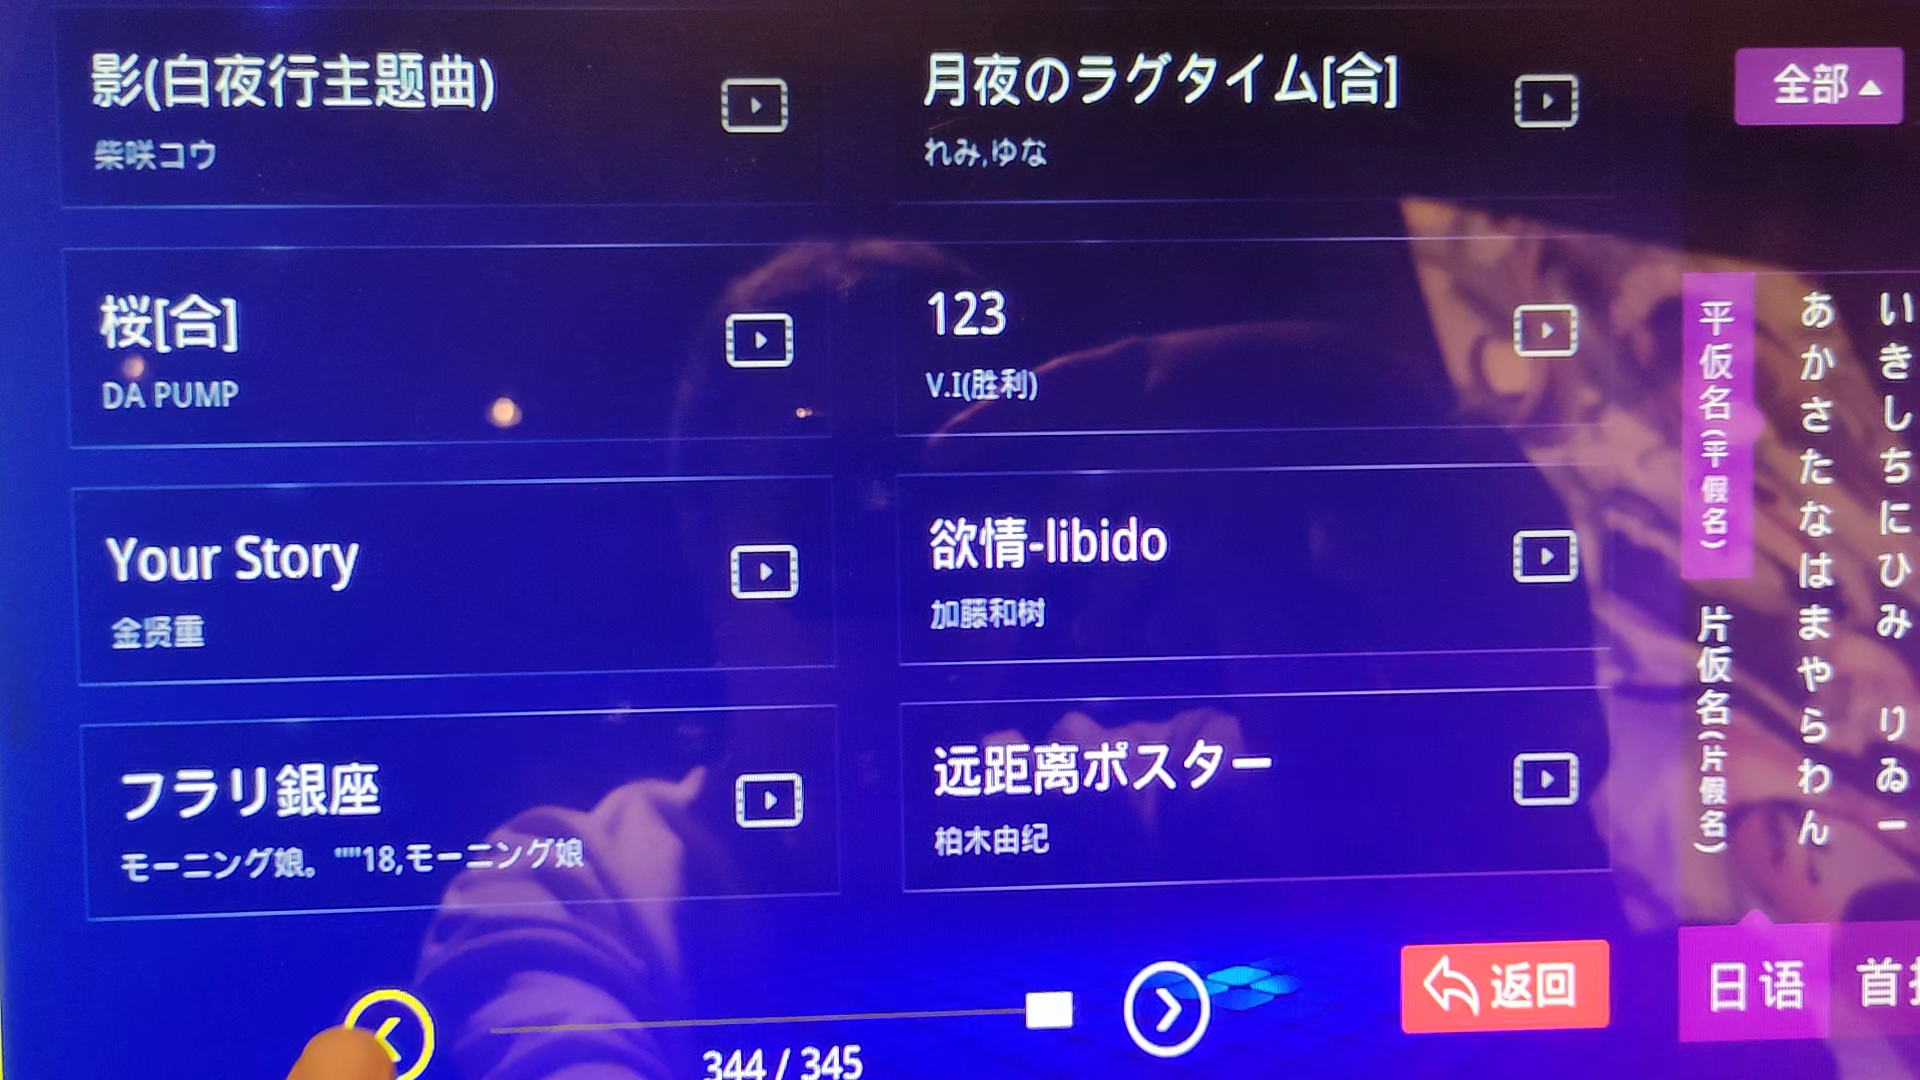 影(白夜行主题曲)
柴咲コウ
月夜のラグタイム[合]
れみ,ゆな
全部
桜[合]
DA PUMP
123
V.I(胜利)
Your Story
金贤重
欲情-libido
加藤和树
フラリ銀座
モーニング娘。""18,モーニング娘
远距离ポスター
柏木由纪
平仮名(平假名)
片仮名(片假名)
あかさたなはまやらわん
いきしちにひみ りゐー
344 / 345
返回
日语
首